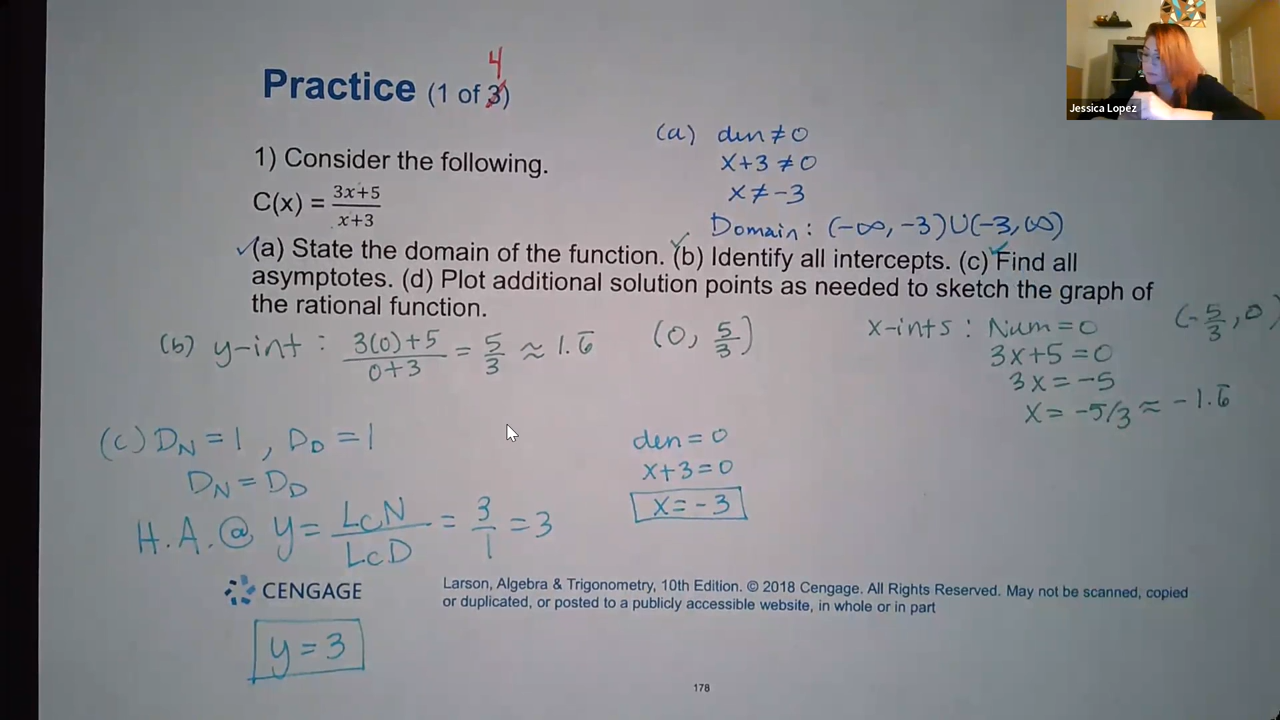 4
Practice (1 of 3)
Jessica Lopez
(a) den ≠ 0
x+3 ≠ 0
x ≠ -3
1) Consider the following.
C(x) = 3x+5 / x+3
Domain: (-∞, -3)∪(-3, ∞)
✓(a) State the domain of the function. ✓(b) Identify all intercepts. ✓(c) Find all
asymptotes. (d) Plot additional solution points as needed to sketch the graph of
the rational function.
(b) y-int : 3(0)+5 / 0+3 = 5/3 ≈ 1.6̅ (0, 5/3)
x-ints : Num = 0 (-5/3, 0)
3x+5 = 0
3x = -5
x = -5/3 ≈ -1.6̅
(c) D_N = 1 , D_D = 1
D_N = D_D
H.A.@ y = LcN / LcD = 3/1 = 3
den = 0
x+3 = 0
x = -3
CENGAGE
Larson, Algebra & Trigonometry, 10th Edition. © 2018 Cengage. All Rights Reserved. May not be scanned, copied
or duplicated, or posted to a publicly accessible website, in whole or in part
y = 3
178